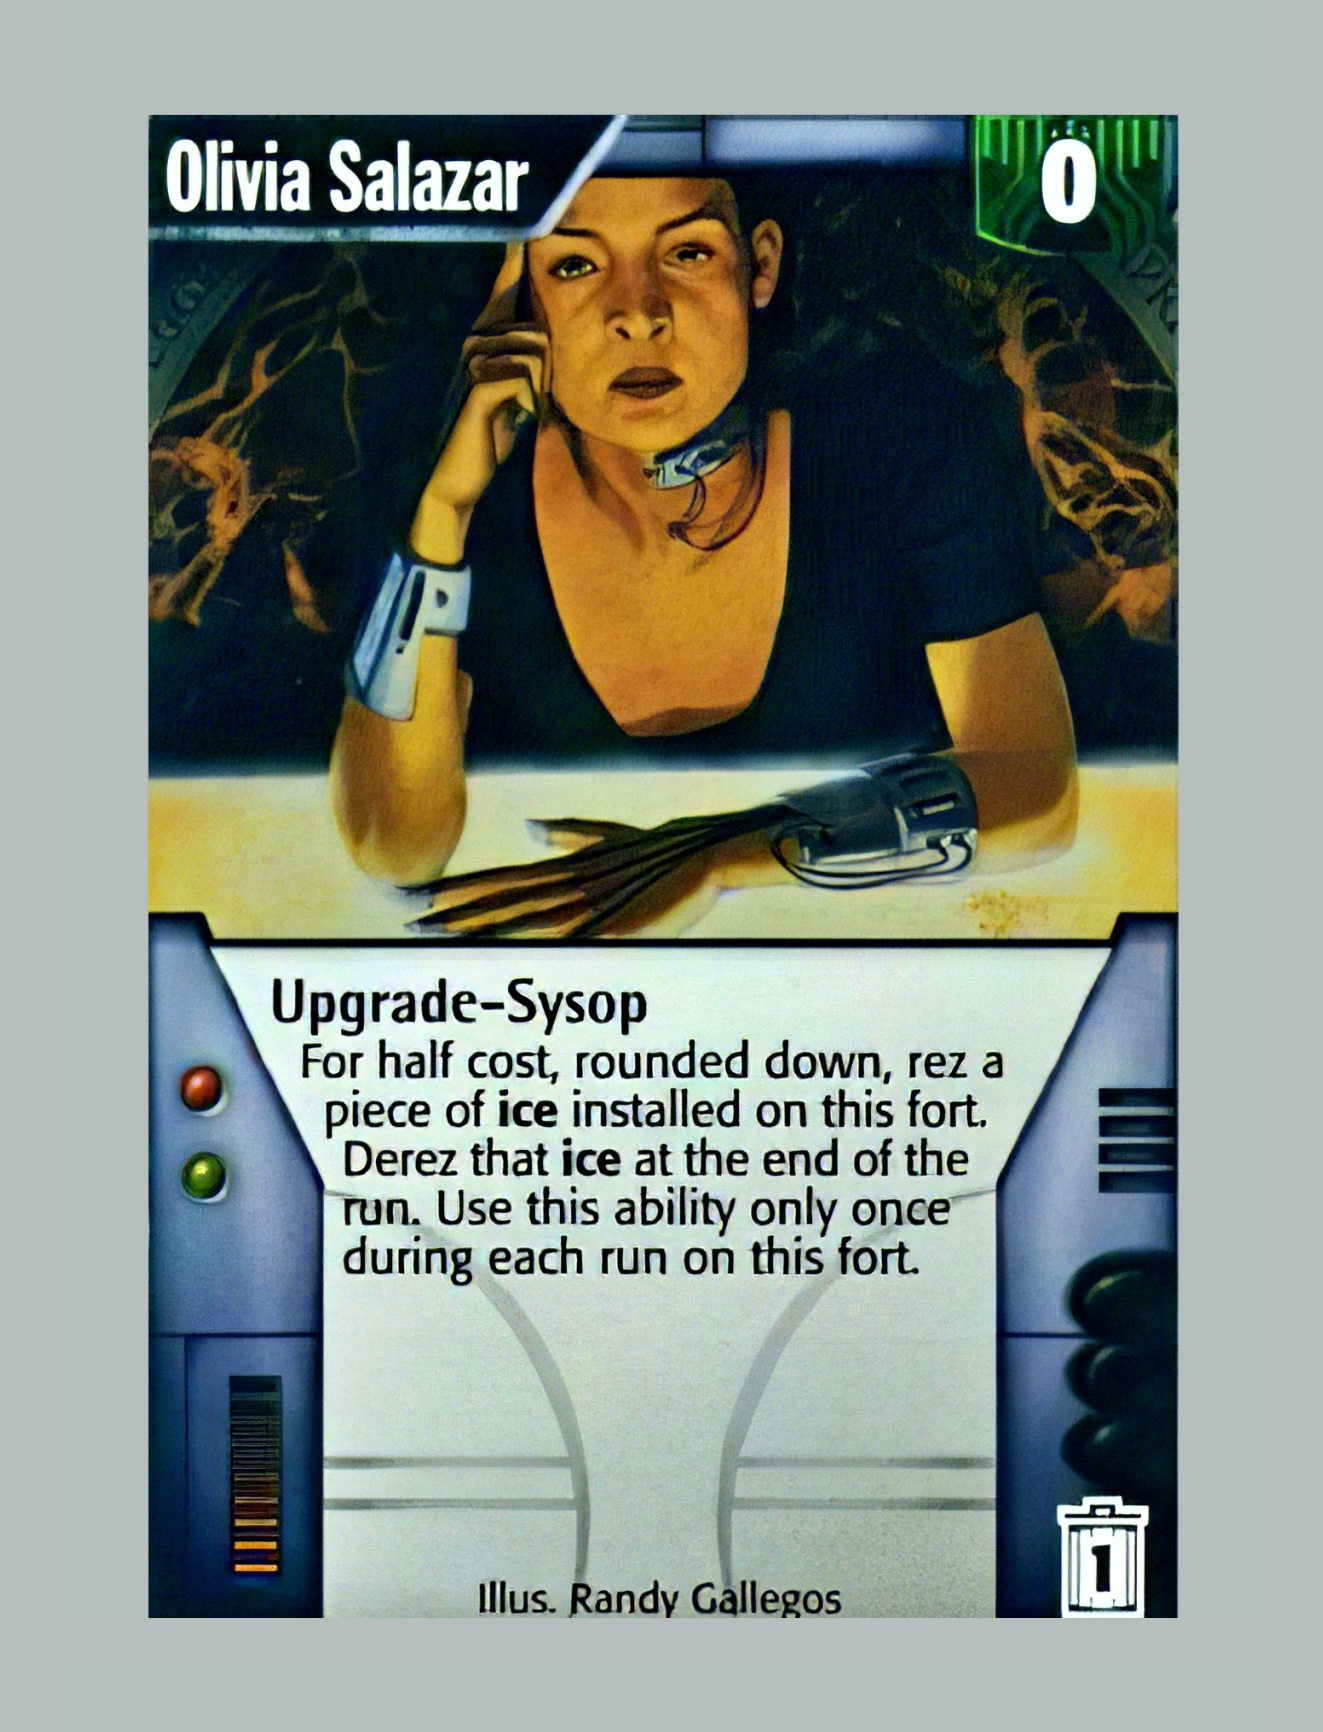 Olivia Salazar
0
Upgrade-Sysop
For half cost, rounded down, rez a
piece of ice installed on this fort.
Derez that ice at the end of the
run. Use this ability only once
during each run on this fort.
1
Illus. Randy Gallegos